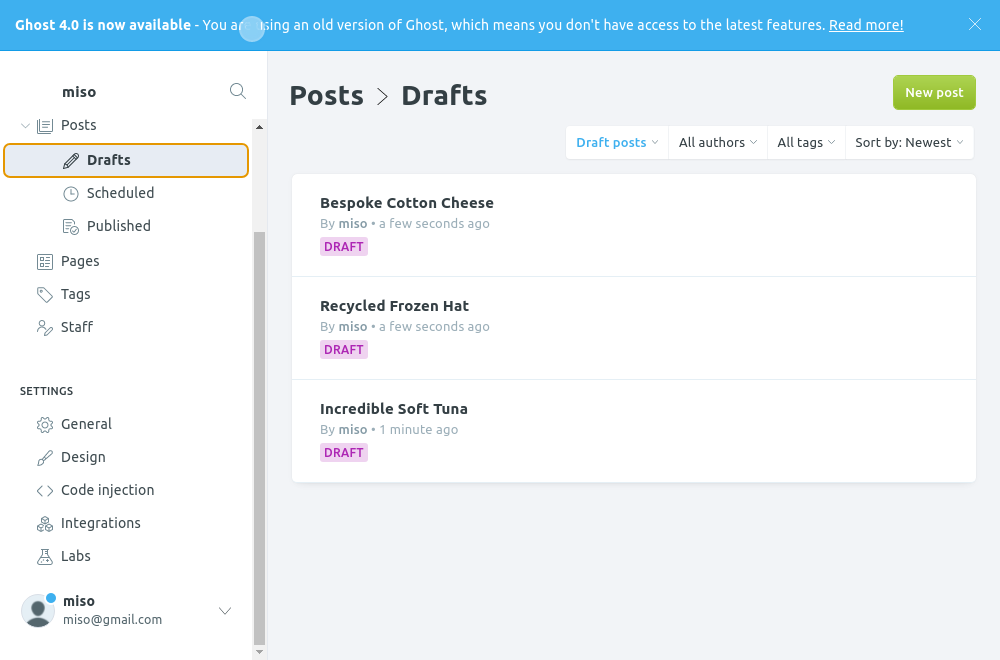 Ghost 4.0 is now available - You are using an old version of Ghost, which means you don't have access to the latest features. Read more!
miso
Posts
Drafts
Scheduled
Published
Pages
Tags
Staff
SETTINGS
General
Design
Code injection
Integrations
Labs
miso
miso@gmail.com
Posts > Drafts
New post
Draft posts
All authors
All tags
Sort by: Newest
Bespoke Cotton Cheese
By miso • a few seconds ago
DRAFT
Recycled Frozen Hat
By miso • a few seconds ago
DRAFT
Incredible Soft Tuna
By miso • 1 minute ago
DRAFT